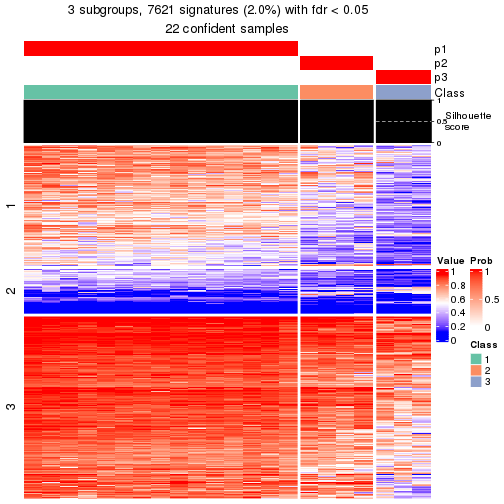 3 subgroups, 7621 signatures (2.0%) with fdr < 0.05
22 confident samples
p1
p2
p3
Class
1
0.5
0
Silhouette
score
1
2
3
Value
1
0.8
0.6
0.4
0.2
0
Prob
1
0.5
0
Class
1
2
3